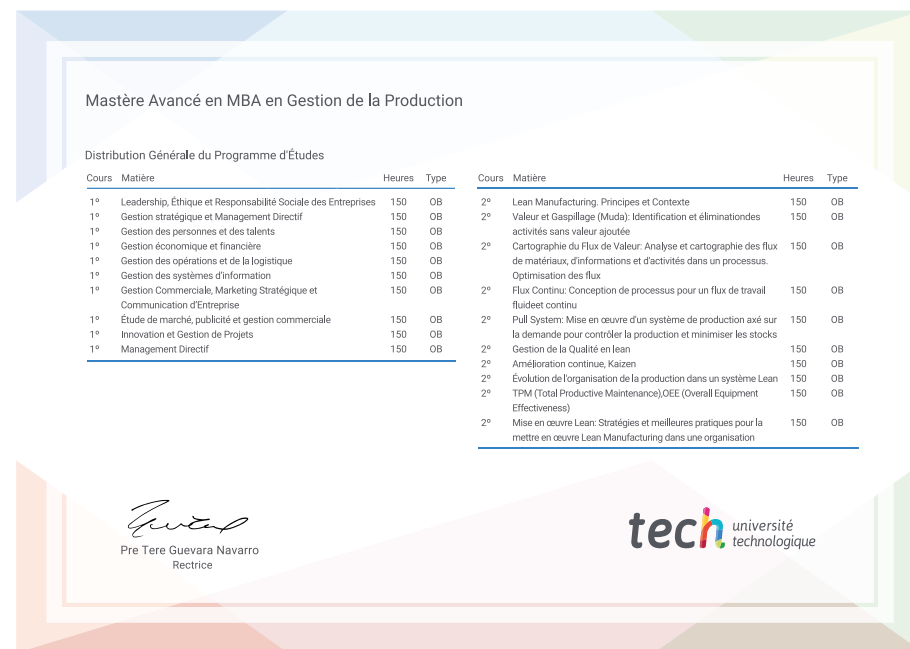 Mastère Avancé en MBA en Gestion de la Production
Distribution Générale du Programme d'Études
Cours Matière Heures Type
1º Leadership, Éthique et Responsabilité Sociale des Entreprises 150 OB
1º Gestion stratégique et Management Directif 150 OB
1º Gestion des personnes et des talents 150 OB
1º Gestion économique et financière 150 OB
1º Gestion des opérations et de la logistique 150 OB
1º Gestion des systèmes d'information 150 OB
1º Gestion Commerciale, Marketing Stratégique et 150 OB
Communication d'Entreprise
1º Étude de marché, publicité et gestion commerciale 150 OB
1º Innovation et Gestion de Projets 150 OB
1º Management Directif 150 OB
Cours Matière Heures Type
2º Lean Manufacturing. Principes et Contexte 150 OB
2º Valeur et Gaspillage (Muda): Identification et éliminationdes 150 OB
activités sans valeur ajoutée
2º Cartographie du Flux de Valeur: Analyse et cartographie des flux 150 OB
de matériaux, d'informations et d'activités dans un processus.
Optimisation des flux
2º Flux Continu: Conception de processus pour un flux de travail 150 OB
fluideet continu
2º Pull System: Mise en œuvre d'un système de production axé sur 150 OB
la demande pour contrôler la production et minimiser les stocks
2º Gestion de la Qualité en lean 150 OB
2º Amélioration continue, Kaizen 150 OB
2º Évolution de l'organisation de la production dans un système Lean 150 OB
2º TPM (Total Productive Maintenance),OEE (Overall Equipment 150 OB
Effectiveness)
2º Mise en œuvre Lean: Stratégies et meilleures pratiques pour la 150 OB
mettre en œuvre Lean Manufacturing dans une organisation
Pre Tere Guevara Navarro
Rectrice
tech université
technologique